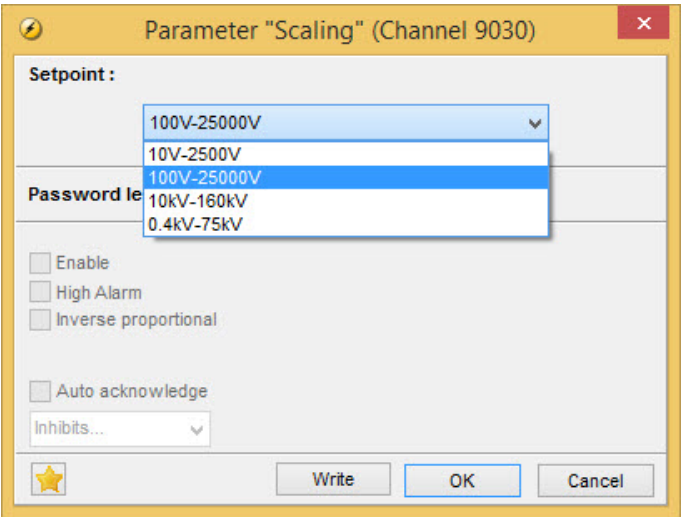 Parameter "Scaling" (Channel 9030)
Setpoint :
100V-25000V
10V-2500V
100V-25000V
10kV-160kV
0.4kV-75kV
Password le
Enable
High Alarm
Inverse proportional
Auto acknowledge
Inhibits...
Write OK Cancel